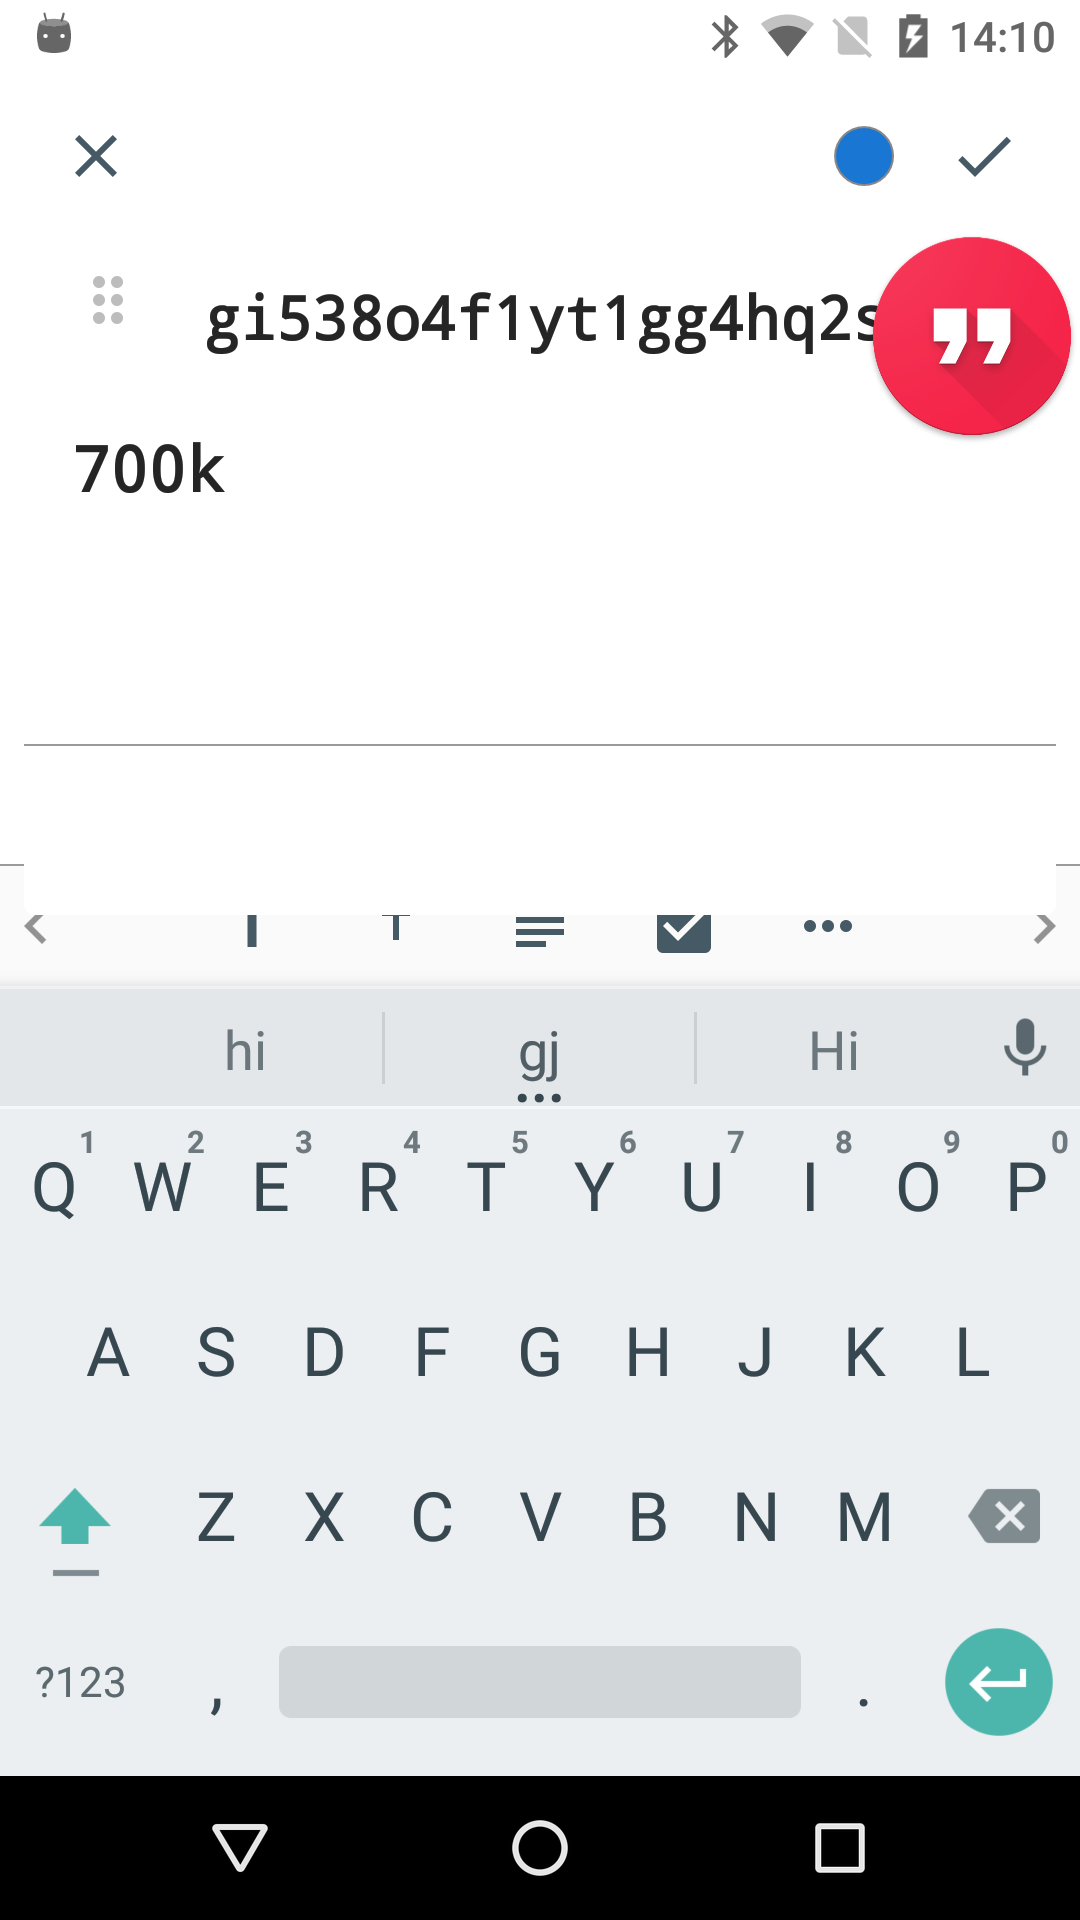 14:10
gi538o4f1yt1gg4hq2s
700k
hi gj Hi
1 2 3 4 5 6 7 8 9 0
Q W E R T Y U I O P
A S D F G H J K L
Z X C V B N M
?123 , .